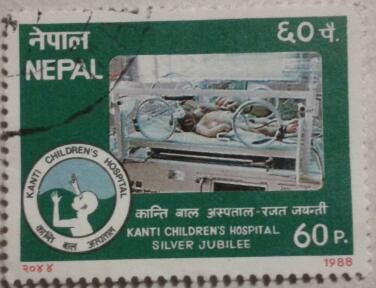 नेपाल ६० पै.
NEPAL
KANTI CHILDREN'S HOSPITAL
कान्ति बाल अस्पताल
कान्ति बाल अस्पताल - रजत जयन्ती
KANTI CHILDREN'S HOSPITAL
SILVER JUBILEE 60 P.
२०४४ 1988